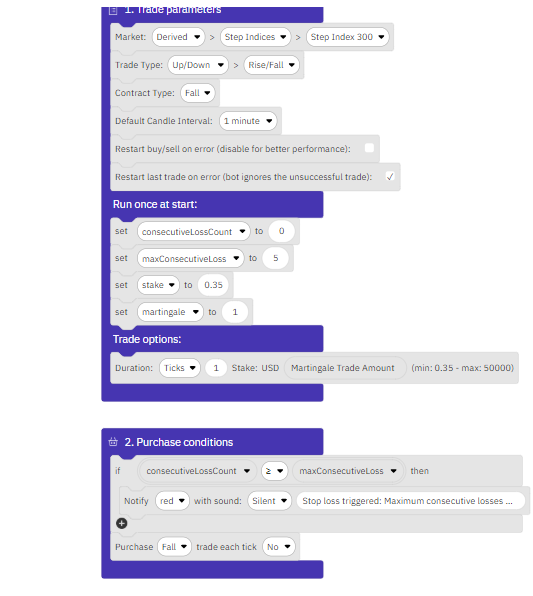 1. Trade parameters
Market: Derived > Step Indices > Step Index 300
Trade Type: Up/Down > Rise/Fall
Contract Type: Fall
Default Candle Interval: 1 minute
Restart buy/sell on error (disable for better performance):
Restart last trade on error (bot ignores the unsuccessful trade): ✓
Run once at start:
set consecutiveLossCount to 0
set maxConsecutiveLoss to 5
set stake to 0.35
set martingale to 1
Trade options:
Duration: Ticks 1 Stake: USD Martingale Trade Amount (min: 0.35 - max: 50000)
2. Purchase conditions
if consecutiveLossCount ≥ maxConsecutiveLoss then
Notify red with sound: Silent Stop loss triggered: Maximum consecutive losses ...
Purchase Fall trade each tick No